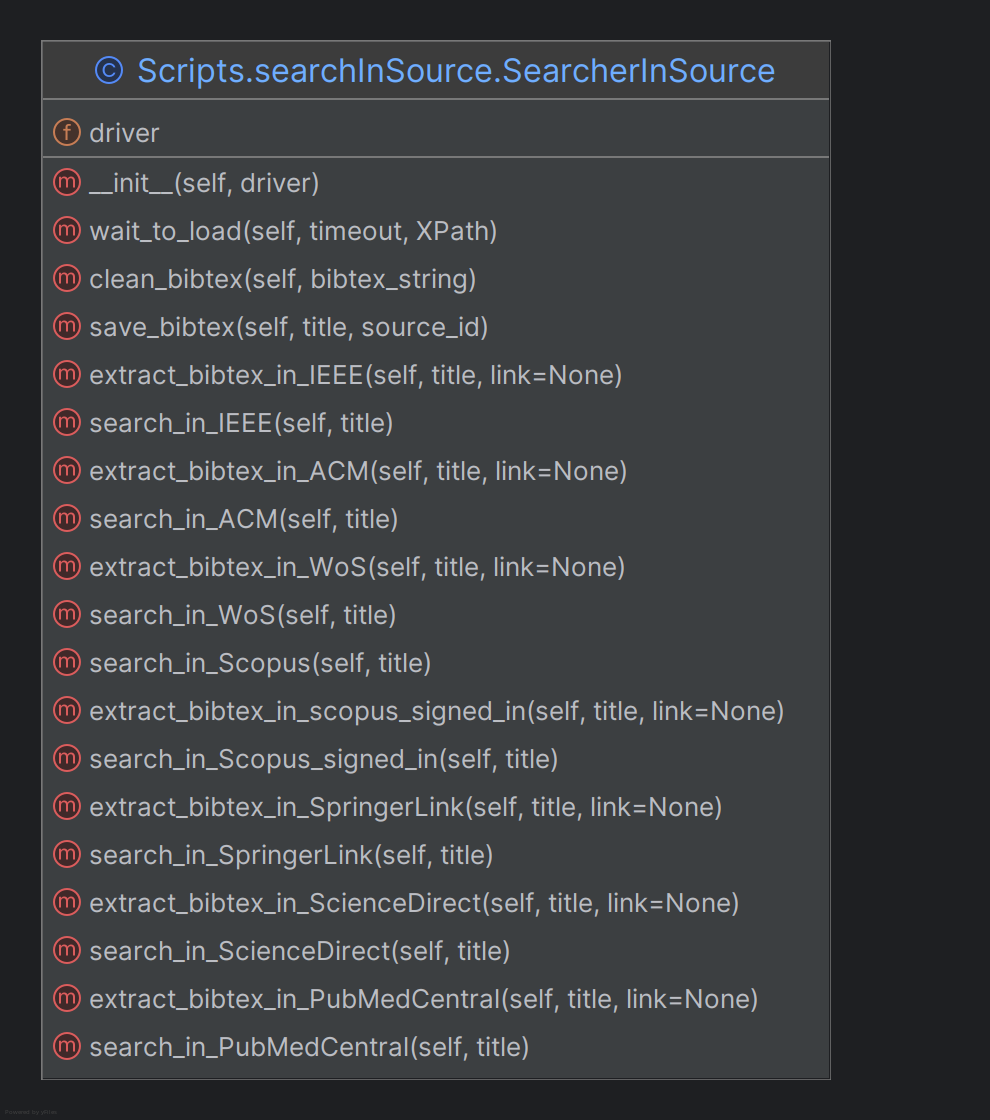 Scripts.searchInSource.SearcherInSource
driver
__init__(self, driver)
wait_to_load(self, timeout, XPath)
clean_bibtex(self, bibtex_string)
save_bibtex(self, title, source_id)
extract_bibtex_in_IEEE(self, title, link=None)
search_in_IEEE(self, title)
extract_bibtex_in_ACM(self, title, link=None)
search_in_ACM(self, title)
extract_bibtex_in_WoS(self, title, link=None)
search_in_WoS(self, title)
search_in_Scopus(self, title)
extract_bibtex_in_scopus_signed_in(self, title, link=None)
search_in_Scopus_signed_in(self, title)
extract_bibtex_in_SpringerLink(self, title, link=None)
search_in_SpringerLink(self, title)
extract_bibtex_in_ScienceDirect(self, title, link=None)
search_in_ScienceDirect(self, title)
extract_bibtex_in_PubMedCentral(self, title, link=None)
search_in_PubMedCentral(self, title)
Powered by yFiles